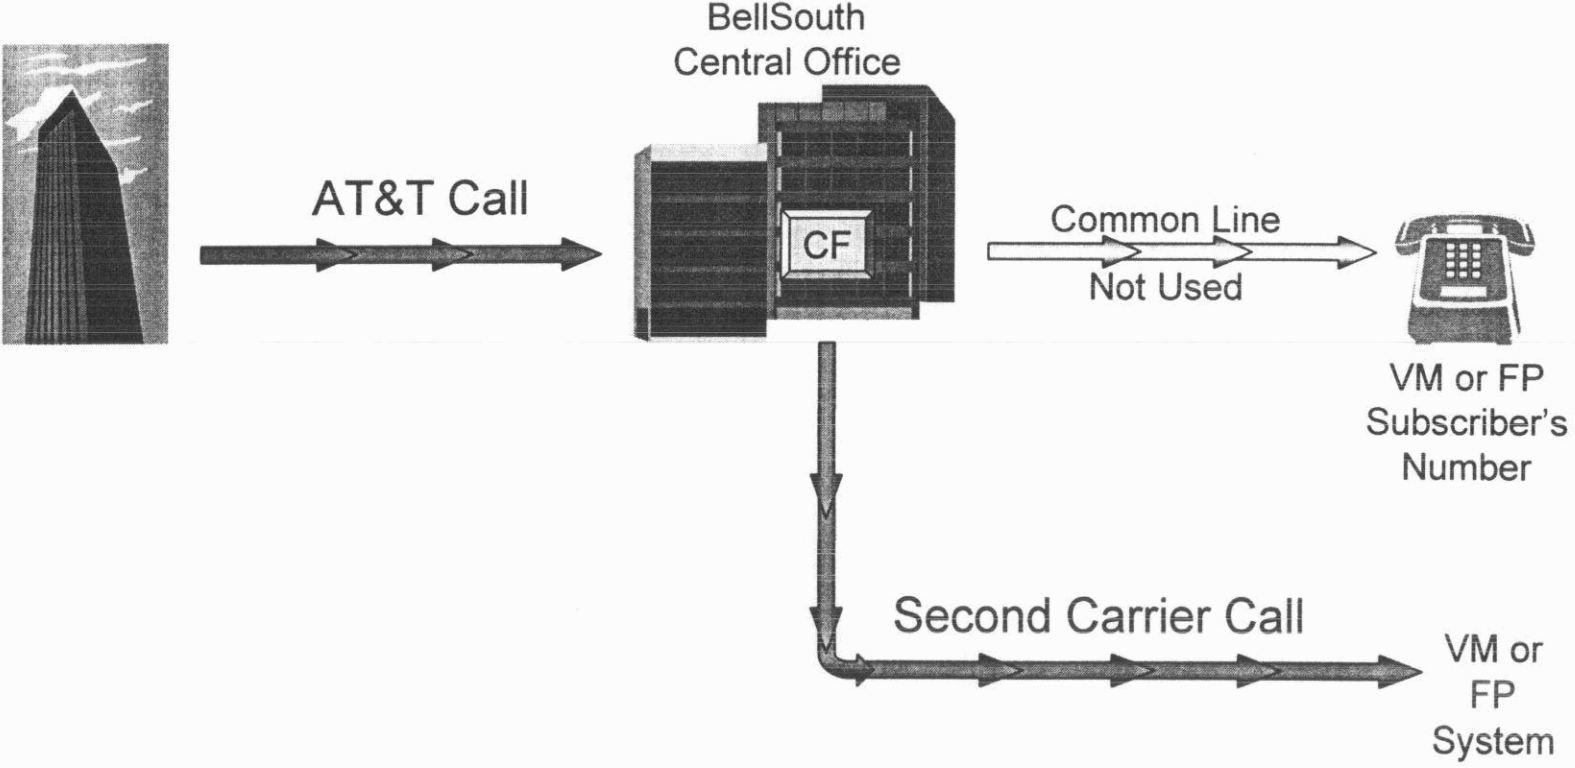 BellSouth
Central Office
AT&T Call
CF
Common Line
Not Used
VM or FP
Subscriber's
Number
Second Carrier Call
VM or
FP
System